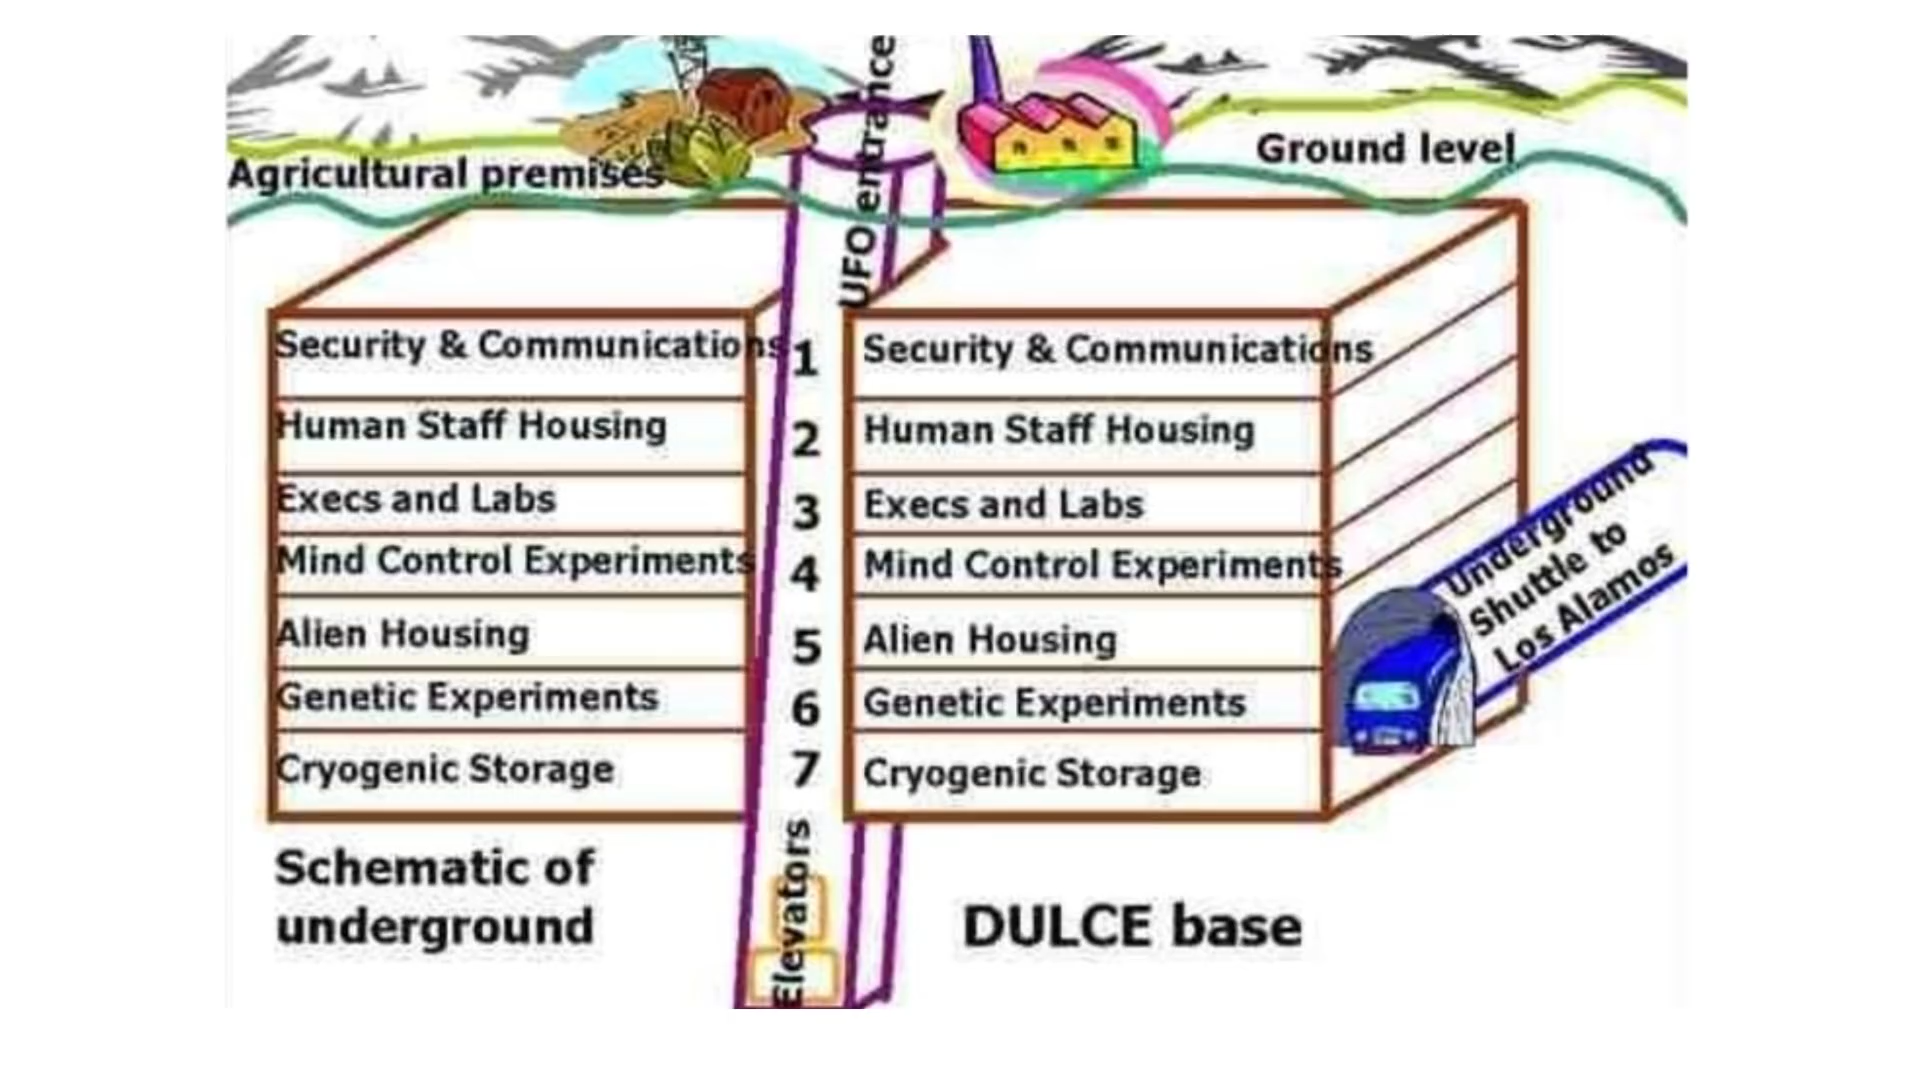 UFO entrance
Agricultural premises
Ground level
Security & Communications
1
Security & Communications
Human Staff Housing
2
Human Staff Housing
Execs and Labs
3
Execs and Labs
Mind Control Experiments
4
Mind Control Experiments
Alien Housing
5
Alien Housing
Genetic Experiments
6
Genetic Experiments
Cryogenic Storage
7
Cryogenic Storage
Underground
Shuttle to
Los Alamos
Elevators
Schematic of
underground
DULCE base